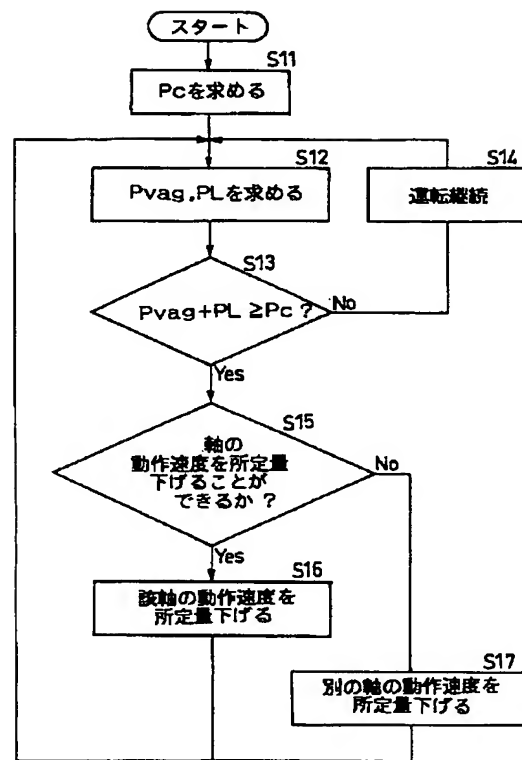 スタート
S11
Pcを求める
S12
S14
Pvag,PLを求める
運転継続
S13
Pvag+PL ≧Pc ?
No
Yes
S15
軸の
動作速度を所定量
下げることが
できるか ?
No
Yes
S16
該軸の動作速度を
所定量下げる
S17
別の軸の動作速度を
所定量下げる